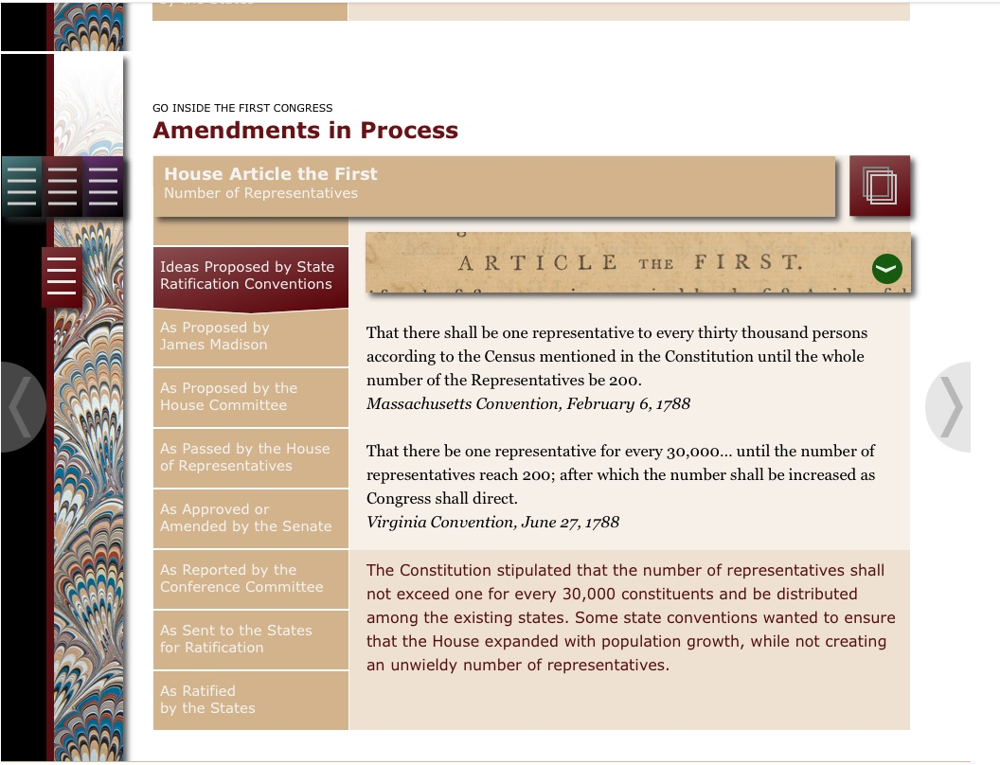 by the States
GO INSIDE THE FIRST CONGRESS
Amendments in Process
House Article the First
Number of Representatives
Ideas Proposed by State
Ratification Conventions
As Proposed by
James Madison
As Proposed by the
House Committee
As Passed by the House
of Representatives
As Approved or
Amended by the Senate
As Reported by the
Conference Committee
As Sent to the States
for Ratification
As Ratified
by the States
ARTICLE THE FIRST.
That there shall be one representative to every thirty thousand persons
according to the Census mentioned in the Constitution until the whole
number of the Representatives be 200.
Massachusetts Convention, February 6, 1788
That there be one representative for every 30,000... until the number of
representatives reach 200; after which the number shall be increased as
Congress shall direct.
Virginia Convention, June 27, 1788
The Constitution stipulated that the number of representatives shall
not exceed one for every 30,000 constituents and be distributed
among the existing states. Some state conventions wanted to ensure
that the House expanded with population growth, while not creating
an unwieldy number of representatives.